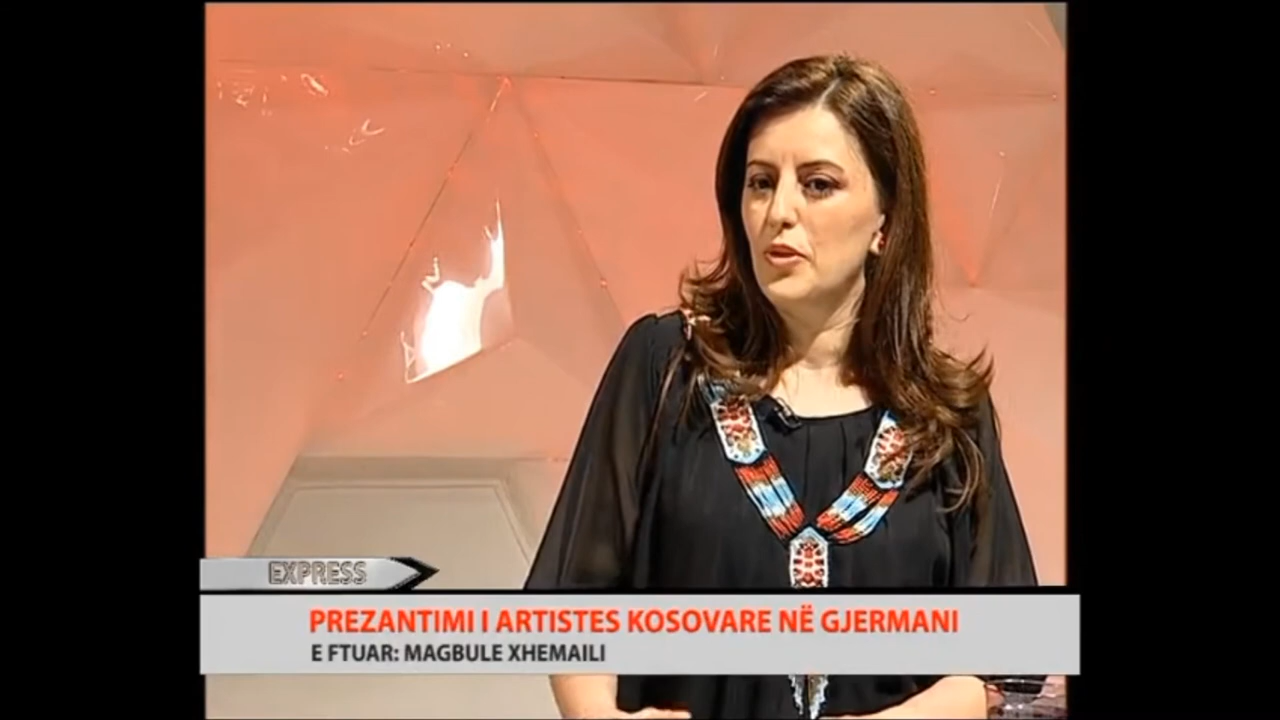 EXPRESS
PREZANTIMI I ARTISTES KOSOVARE NË GJERMANI
E FTUAR: MAGBULE XHEMAILI